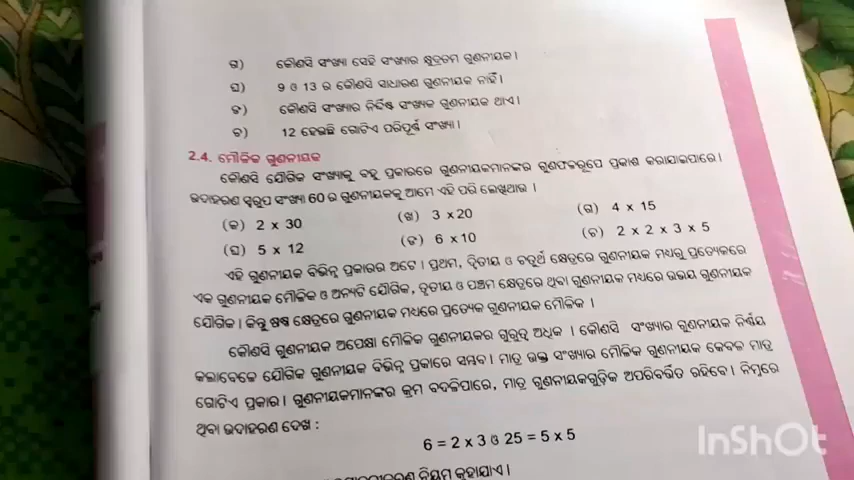 ଗ) କୌଣସି ସଂଖ୍ୟା ସେହି ସଂଖ୍ୟାର କ୍ଷୁଦ୍ରତମ ଗୁଣନୀୟକ।
ଘ) 9 ଓ 13 ର କୌଣସି ସାଧାରଣ ଗୁଣନୀୟକ ନାହିଁ।
ଙ) କୌଣସି ସଂଖ୍ୟାର ନିର୍ଦ୍ଦିଷ୍ଟ ସଂଖ୍ୟକ ଗୁଣନୀୟକ ଥାଏ।
ଚ) 12 ହେଉଛି ଗୋଟିଏ ପରିପୂର୍ଣ୍ଣ ସଂଖ୍ୟା।
2.4. ମୌଳିକ ଗୁଣନୀୟକ
କୌଣସି ଯୌଗିକ ସଂଖ୍ୟାକୁ ବହୁ ପ୍ରକାରରେ ଗୁଣନୀୟକମାନଙ୍କର ଗୁଣଫଳରୂପେ ପ୍ରକାଶ କରାଯାଇପାରେ।
ଉଦାହରଣ ସ୍ୱରୂପ ସଂଖ୍ୟା 60 ର ଗୁଣନୀୟକକୁ ଆମେ ଏହି ପରି ଲେଖିଥାଉ ।
(କ) 2 x 30 (ଖ) 3 x 20 (ଗ) 4 x 15
(ଘ) 5 x 12 (ଙ) 6 x 10 (ଚ) 2 x 2 x 3 x 5
ଏହି ଗୁଣନୀୟକ ବିଭିନ୍ନ ପ୍ରକାରର ଅଟେ । ପ୍ରଥମ, ଦ୍ୱିତୀୟ ଓ ଚତୁର୍ଥ କ୍ଷେତ୍ରରେ ଗୁଣନୀୟକ ମଧ୍ୟରୁ ପ୍ରତ୍ୟେକରେ
ଏକ ଗୁଣନୀୟକ ମୌଳିକ ଓ ଅନ୍ୟଟି ଯୌଗିକ, ତୃତୀୟ ଓ ପଞ୍ଚମ କ୍ଷେତ୍ରରେ ଥିବା ଗୁଣନୀୟକ ମଧ୍ୟରେ ଉଭୟ ଗୁଣନୀୟକ
ଯୌଗିକ। କିନ୍ତୁ ଷଷ୍ଠ କ୍ଷେତ୍ରରେ ଗୁଣନୀୟକ ମଧ୍ୟରେ ପ୍ରତ୍ୟେକ ଗୁଣନୀୟକ ମୌଳିକ ।
କୌଣସି ଗୁଣନୀୟକ ଅପେକ୍ଷା ମୌଳିକ ଗୁଣନୀୟକର ଗୁରୁତ୍ୱ ଅଧିକ । କୌଣସି ସଂଖ୍ୟାର ଗୁଣନୀୟକ ନିର୍ଣ୍ଣୟ
କଲାବେଳେ ଯୌଗିକ ଗୁଣନୀୟକ ବିଭିନ୍ନ ପ୍ରକାରେ ସମ୍ଭବ। ମାତ୍ର ଉକ୍ତ ସଂଖ୍ୟାର ମୌଳିକ ଗୁଣନୀୟକ କେବଳ ମାତ୍ର
ଗୋଟିଏ ପ୍ରକାର। ଗୁଣନୀୟକମାନଙ୍କର କ୍ରମ ବଦଳିପାରେ, ମାତ୍ର ଗୁଣନୀୟକଗୁଡ଼ିକ ଅପରିବର୍ତ୍ତିତ ରହିବେ। ନିମ୍ନରେ
ଥିବା ଉଦାହରଣ ଦେଖ :
6 = 2 x 3 ଓ 25 = 5 x 5
ନିୟମ କୁହାଯାଏ।
InShOt